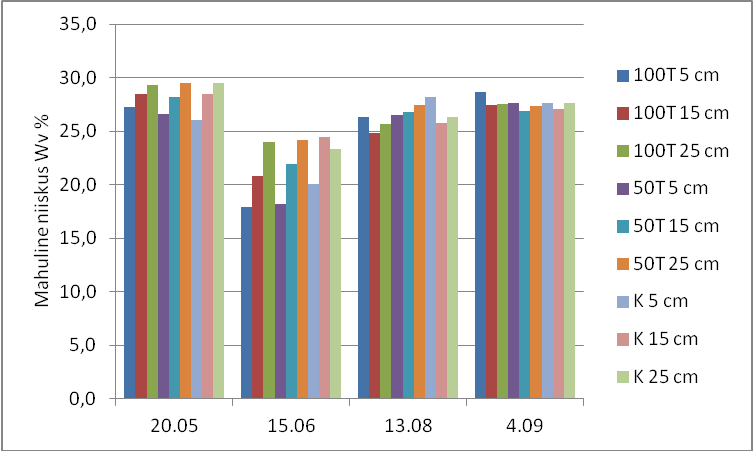 35,0
30,0
25,0
20,0
15,0
10,0
5,0
0,0
Mahuline niiskus Wv %
20.05
15.06
13.08
4.09
100T 5 cm
100T 15 cm
100T 25 cm
50T 5 cm
50T 15 cm
50T 25 cm
K 5 cm
K 15 cm
K 25 cm